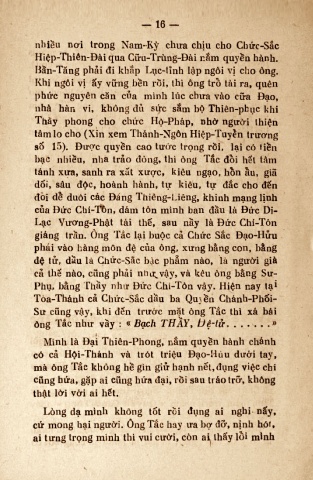 — 16 —
nhiều nơi trong Nam-Kỳ chưa chịu cho Chức-Sắc
Hiệp-Thiên-Đài qua Cửu-Trùng-Đài nắm quyền hành.
Bần-Tăng phải đi khắp Lục-tỉnh lập ngôi vị cho ông.
Khi ngôi vị ấy vững bền rồi, thì ông trở lại ra, quên
phức nguyên căn của mình lúc chưa vào cửa Đạo,
nhà hàn vi, không đủ sức sắm bộ Thiên-phục khi
Thầy phong cho chức Hộ-Pháp, nhờ người thiện
tâm lo cho (Xin xem Thánh-Ngôn Hiệp-Tuyển trương
số 15). Được quyền cao tước trọng rồi, lại có tiền
bạc nhiều, nhà trào dòng, thì ông Tắc đổi hết tâm
tánh xưa, sanh ra xất xược, kiêu ngạo, hỗn ẩu, giã
dối, sâu độc, hoành hành, tự kiêu, tự đắc cho đến
đỗi dể duôi các Đáng Thiêng-Liêng, khinh mạng lịnh
của Đức Chí-Tôn, dám tôn mình ban đầu là Đức Di-
Lạc Vương-Phật tái thế, sau nầy là Đức Chí-Tôn
giáng trần. Ông Tắc lại buộc cả Chức Sắc Đạo-Hữu
phải vào hàng môn đệ của ông, xưng bằng con, bằng
đệ tử, dầu là Chức-Sắc bậc phẩm nào, là người già
cả thế nào, cũng phải như vậy, và kêu ông bằng Sư-
Phụ, bằng Thầy như Đức Chí-Tôn vậy. Hiện nay tại
Tòa-Thánh cả Chức-Sắc dầu ba Quyền Chánh-Phối-
Sư cũng vậy, khi đến trước mặt ông Tắc thì xá bái
ông Tắc như vầy : « Bạch THẦY, Đệ-tử . . . . . . . »
Mình là Đại Thiên-Phong, nắm quyền hành chánh
có cả Hội-Thánh và trót triệu Đạo-Hữu dưới tay,
mà ông Tắc không hề gìn giữ hạnh nết, đụng việc chi
cũng hứa, gặp ai cũng hứa đại, rồi sau tráo trở, không
thật lời với ai hết.
Lòng dạ mình không tốt rồi đụng ai nghi nấy,
cứ mong hại người. Ông Tắc hay ưa bợ đỡ, nịnh hót,
ai tưng trọng mình thì vui cười, còn ai thấy lỗi mình